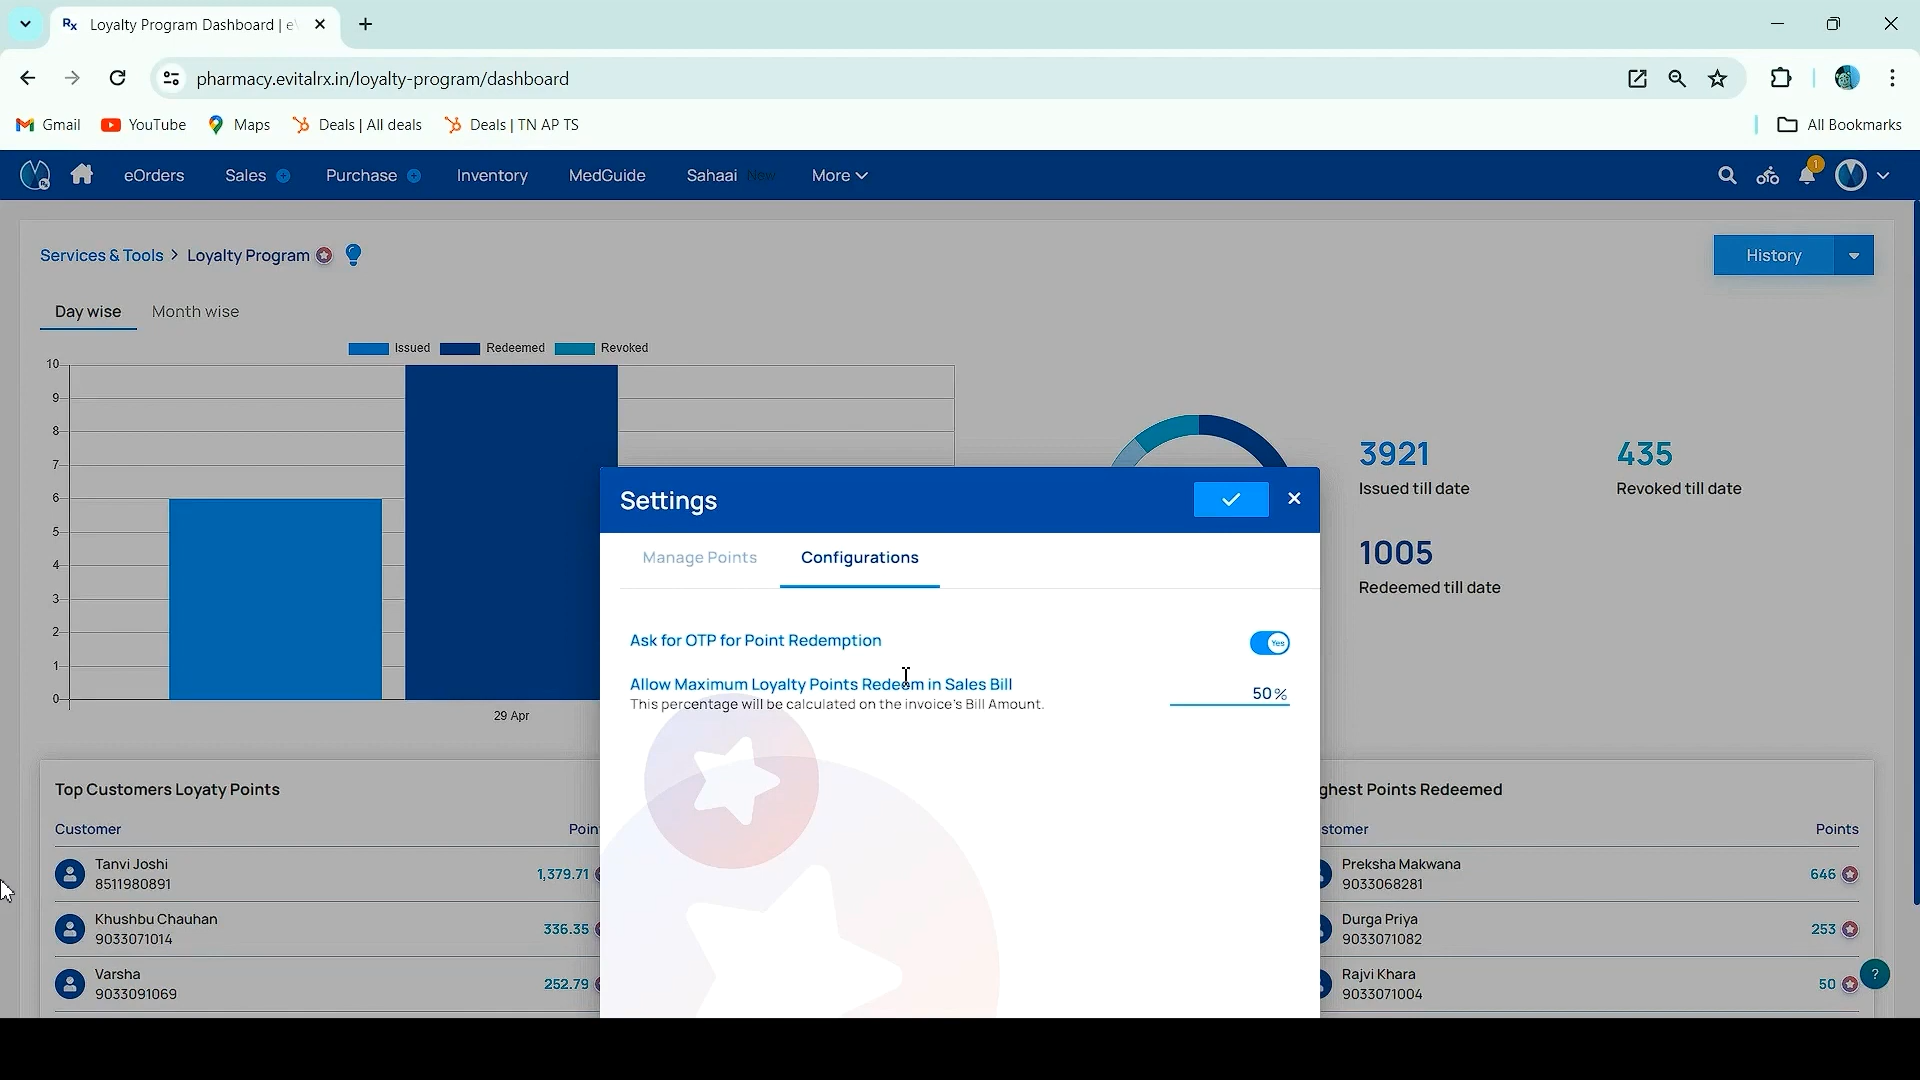 Loyalty Program Dashboard | e
pharmacy.evitalrx.in/loyalty-program/dashboard
Gmail YouTube Maps Deals | All deals Deals | TN AP TS All Bookmarks
eOrders Sales Purchase Inventory MedGuide Sahaai New More 1
Services & Tools > Loyalty Program History
Day wise Month wise
Issued Redeemed Revoked
10
9
8
7
6
5
4
3
2
1
0
29 Apr
3921 435
Issued till date Revoked till date
1005
Redeemed till date
Settings
Manage Points Configurations
Ask for OTP for Point Redemption Yes
Allow Maximum Loyalty Points Redeem in Sales Bill
This percentage will be calculated on the invoice's Bill Amount.
50%
Top Customers Loyaty Points
Customer Poin
Tanvi Joshi
8511980891
1,379.71
Khushbu Chauhan
9033071014
336.35
Varsha
9033091069
252.79
ghest Points Redeemed
stomer Points
Preksha Makwana
9033068281
646
Durga Priya
9033071082
253
Rajvi Khara
9033071004
50
?